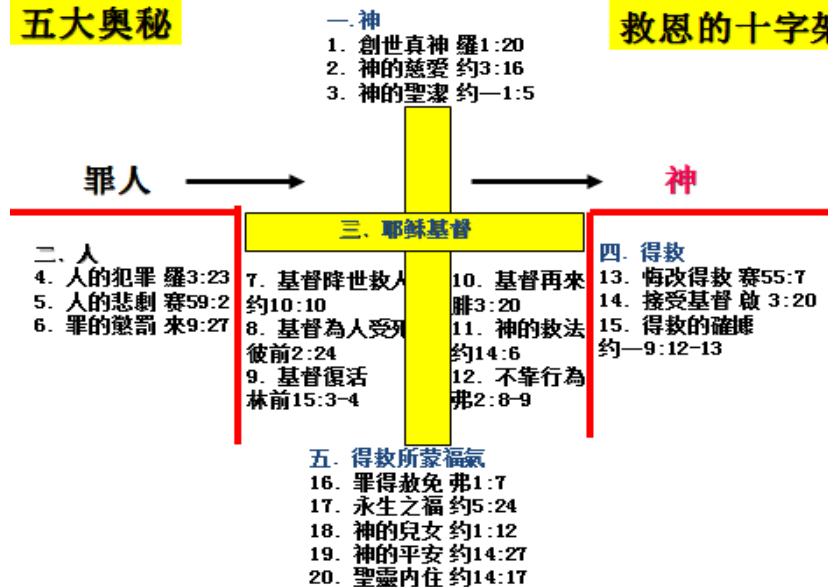 五大奧秘
救恩的十字架
一.神
1. 創世真神 羅1:20
2. 神的慈愛 约3:16
3. 神的聖潔 约一1:5
罪人
神
三、耶穌基督
二、人
4. 人的犯罪 羅3:23
5. 人的悲劇 赛59:2
6. 罪的懲罰 來9:27
7. 基督降世救人
约10:10
8. 基督為人受死
彼前2:24
9. 基督復活
林前15:3-4
10. 基督再來
腓3:20
11. 神的救法
约14:6
12. 不靠行為
弗2:8-9
四. 得救
13. 悔改得救 赛55:7
14. 接受基督 啟 3:20
15. 得救的確據
约一9:12-13
五. 得救所蒙福氣
16. 罪得赦免 弗1:7
17. 永生之福 约5:24
18. 神的兒女 约1:12
19. 神的平安 约14:27
20. 聖靈内住 约14:17